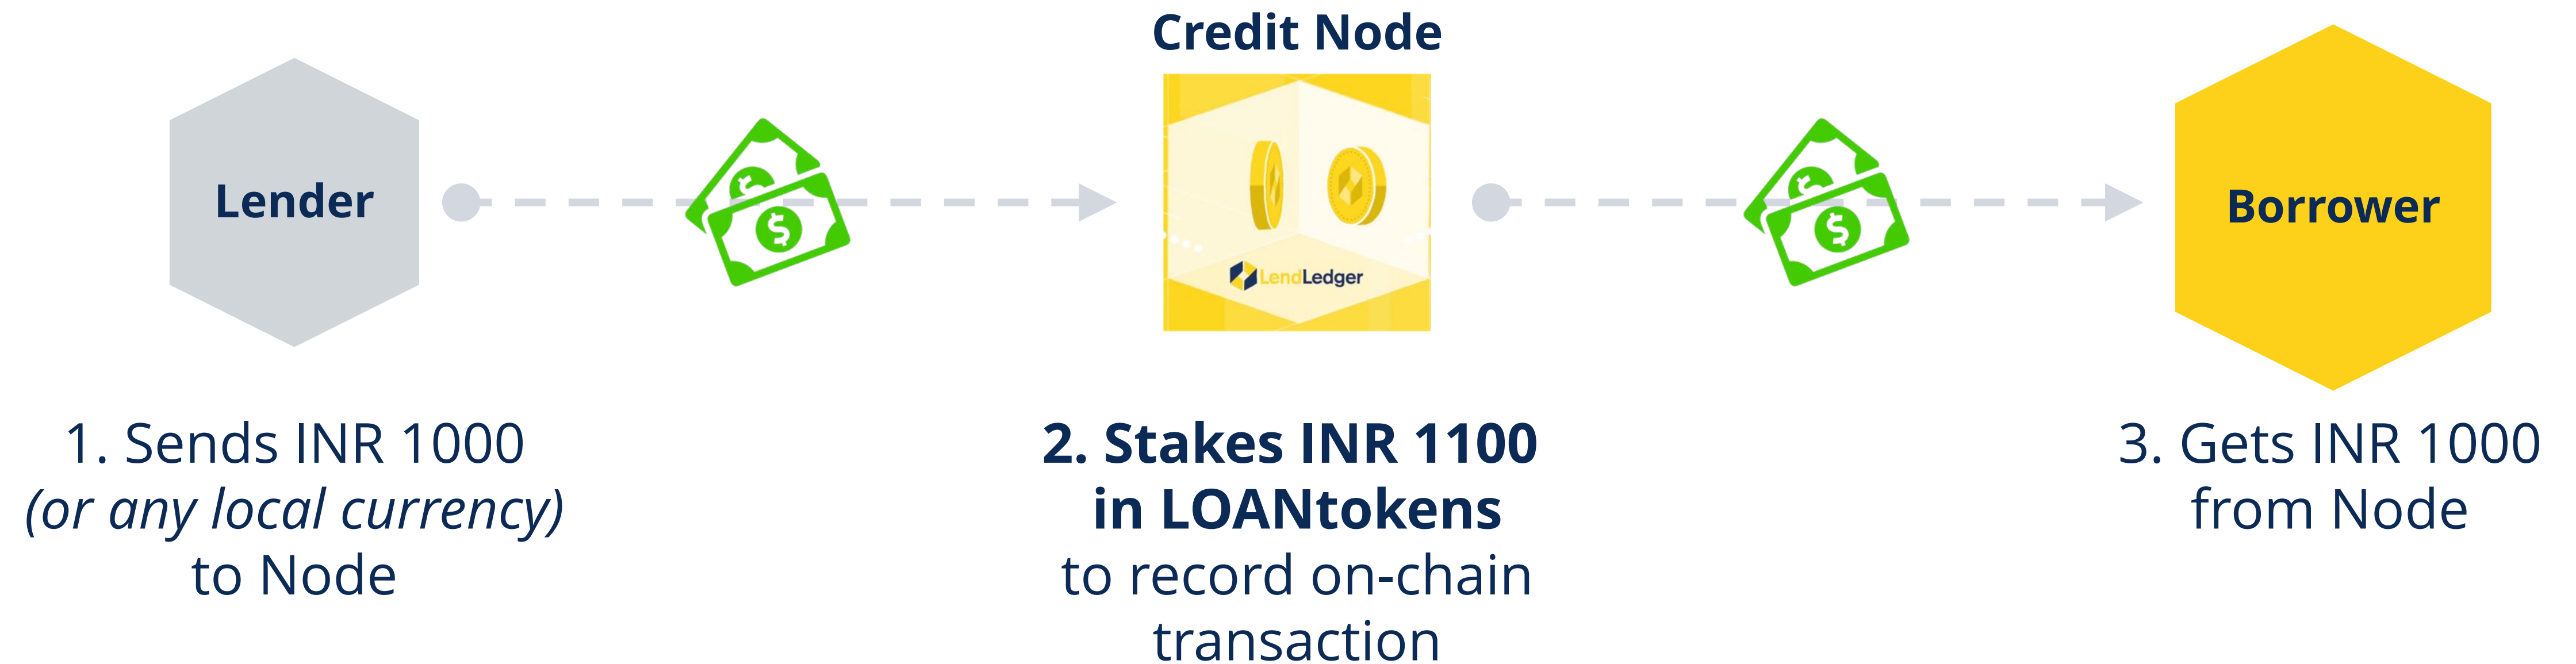 Credit Node
Lender
LendLedger
Borrower
1. Sends INR 1000
(or any local currency)
to Node
2. Stakes INR 1100
in LOANtokens
to record on-chain
transaction
3. Gets INR 1000
from Node